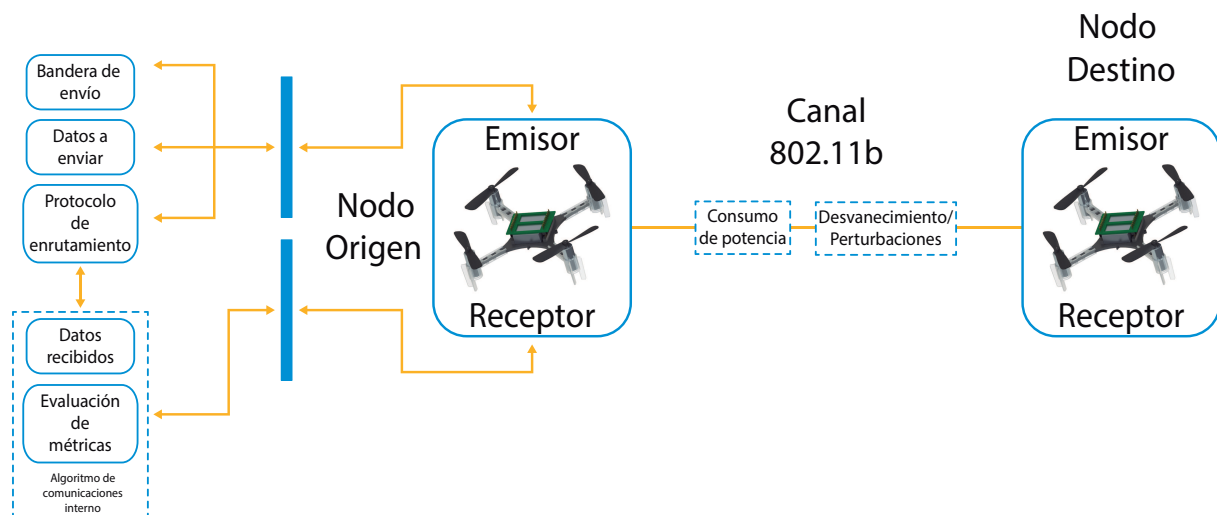 Bandera de
envío
Datos a
enviar
Protocolo
de
enrutamiento
Datos
recibidos
Evaluación
de
métricas
Algoritmo de
comunicaciones
interno
Nodo
Origen
Emisor
Receptor
Canal
802.11b
Consumo
de potencia
Desvanecimiento/
Perturbaciones
Nodo
Destino
Emisor
Receptor